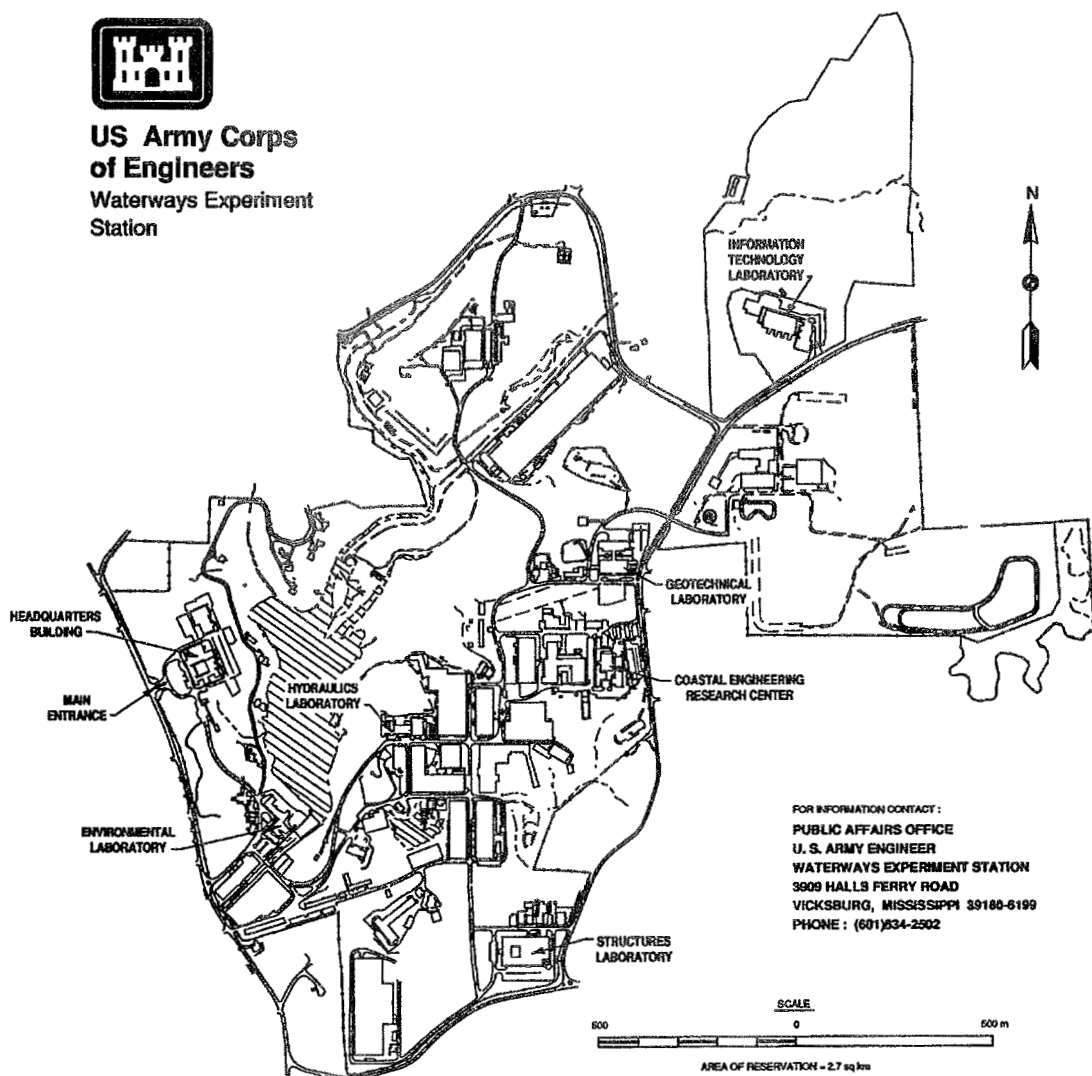 US Army Corps
of Engineers
Waterways Experiment
Station
N
INFORMATION
TECHNOLOGY
LABORATORY
GEOTECHNICAL
LABORATORY
HEADQUARTERS
BUILDING
MAIN
ENTRANCE
HYDRAULICS
LABORATORY
COASTAL ENGINEERING
RESEARCH CENTER
ENVIRONMENTAL
LABORATORY
STRUCTURES
LABORATORY
FOR INFORMATION CONTACT :
PUBLIC AFFAIRS OFFICE
U. S. ARMY ENGINEER
WATERWAYS EXPERIMENT STATION
3909 HALLS FERRY ROAD
VICKSBURG, MISSISSIPPI 39180-6199
PHONE : (601)634-2502
SCALE
500 0 500 m
AREA OF RESERVATION = 2.7 sq km